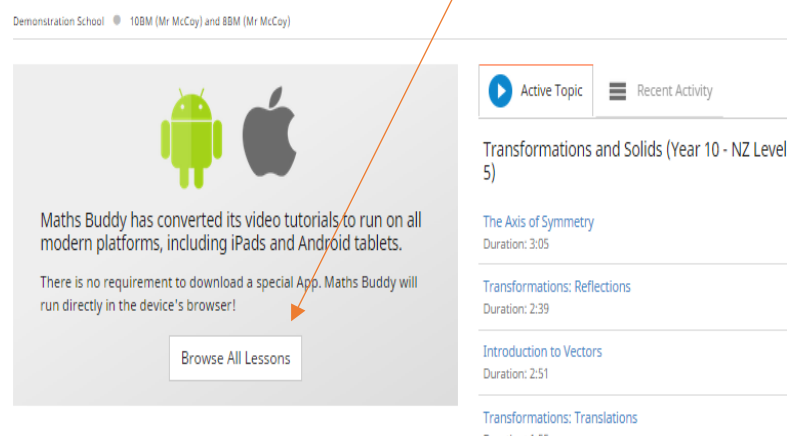 Demonstration School 10BM (Mr McCoy) and 8BM (Mr McCoy)
Maths Buddy has converted its video tutorials to run on all
modern platforms, including iPads and Android tablets.
There is no requirement to download a special App. Maths Buddy will
run directly in the device's browser!
Browse All Lessons
Active Topic
Recent Activity
Transformations and Solids (Year 10 - NZ Level
5)
The Axis of Symmetry
Duration: 3:05
Transformations: Reflections
Duration: 2:39
Introduction to Vectors
Duration: 2:51
Transformations: Translations